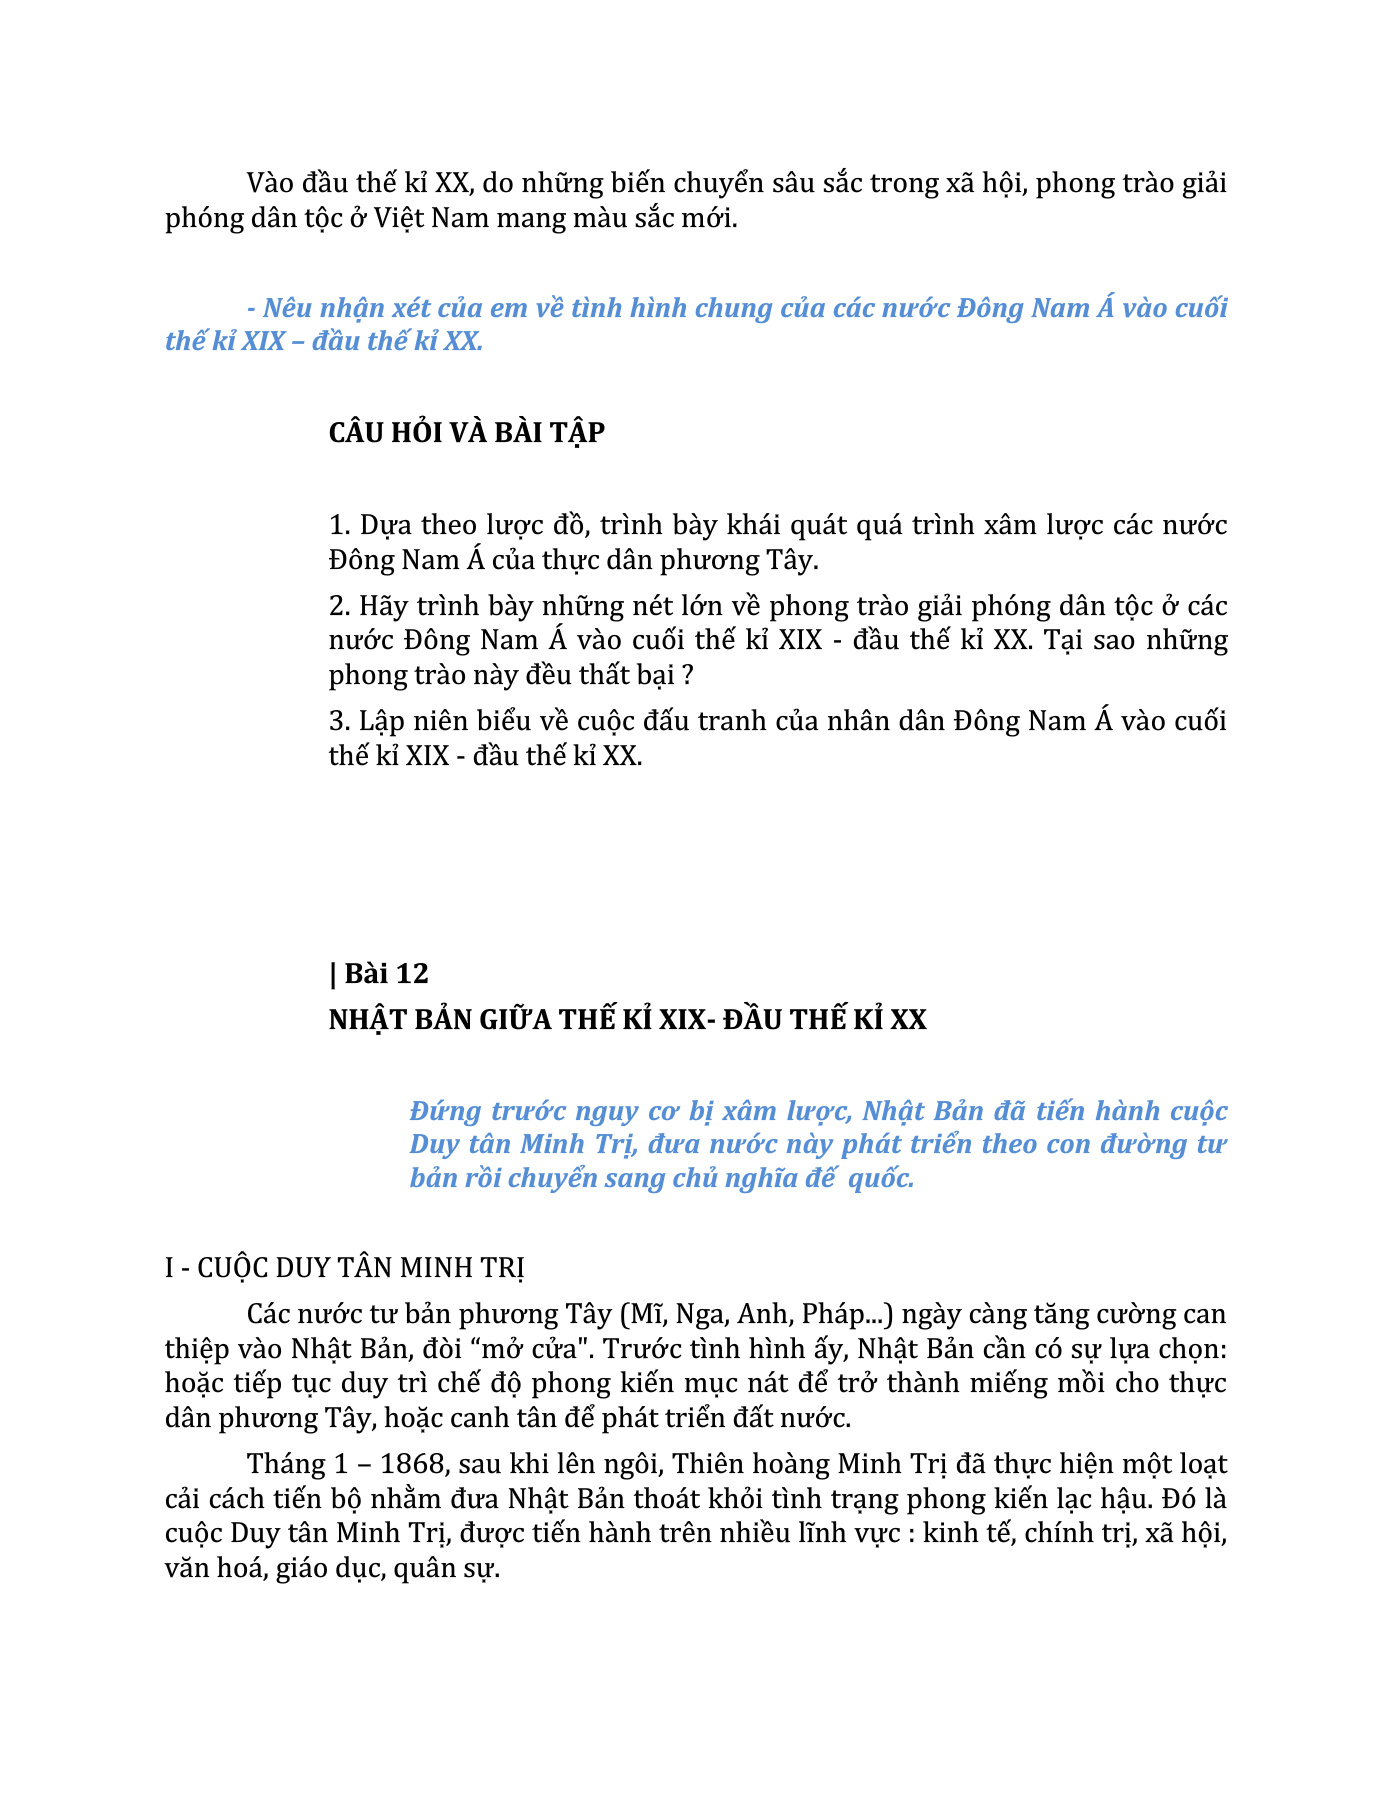 Vào đầu thế kỉ XX, do những biến chuyển sâu sắc trong xã hội, phong trào giải
phóng dân tộc ở Việt Nam mang màu sắc mới.
- Nêu nhận xét của em về tình hình chung của các nước Đông Nam Á vào cuối
thế kỉ XIX – đầu thế kỉ XX.
CÂU HỎI VÀ BÀI TẬP
1. Dựa theo lược đồ, trình bày khái quát quá trình xâm lược các nước
Đông Nam Á của thực dân phương Tây.
2. Hãy trình bày những nét lớn về phong trào giải phóng dân tộc ở các
nước Đông Nam Á vào cuối thế kỉ XIX - đầu thế kỉ XX. Tại sao những
phong trào này đều thất bại ?
3. Lập niên biểu về cuộc đấu tranh của nhân dân Đông Nam Á vào cuối
thế kỉ XIX - đầu thế kỉ XX.
| Bài 12
NHẬT BẢN GIỮA THẾ KỈ XIX- ĐẦU THẾ KỈ XX
Đứng trước nguy cơ bị xâm lược, Nhật Bản đã tiến hành cuộc
Duy tân Minh Trị, đưa nước này phát triển theo con đường tư
bản rồi chuyển sang chủ nghĩa đế  quốc.
I - CUỘC DUY TÂN MINH TRỊ
Các nước tư bản phương Tây (Mĩ, Nga, Anh, Pháp...) ngày càng tăng cường can
thiệp vào Nhật Bản, đòi “mở cửa". Trước tình hình ấy, Nhật Bản cần có sự lựa chọn:
hoặc tiếp tục duy trì chế độ phong kiến mục nát để trở thành miếng mồi cho thực
dân phương Tây, hoặc canh tân để phát triển đất nước.
Tháng 1 – 1868, sau khi lên ngôi, Thiên hoàng Minh Trị đã thực hiện một loạt
cải cách tiến bộ nhằm đưa Nhật Bản thoát khỏi tình trạng phong kiến lạc hậu. Đó là
cuộc Duy tân Minh Trị, được tiến hành trên nhiều lĩnh vực : kinh tế, chính trị, xã hội,
văn hoá, giáo dục, quân sự.